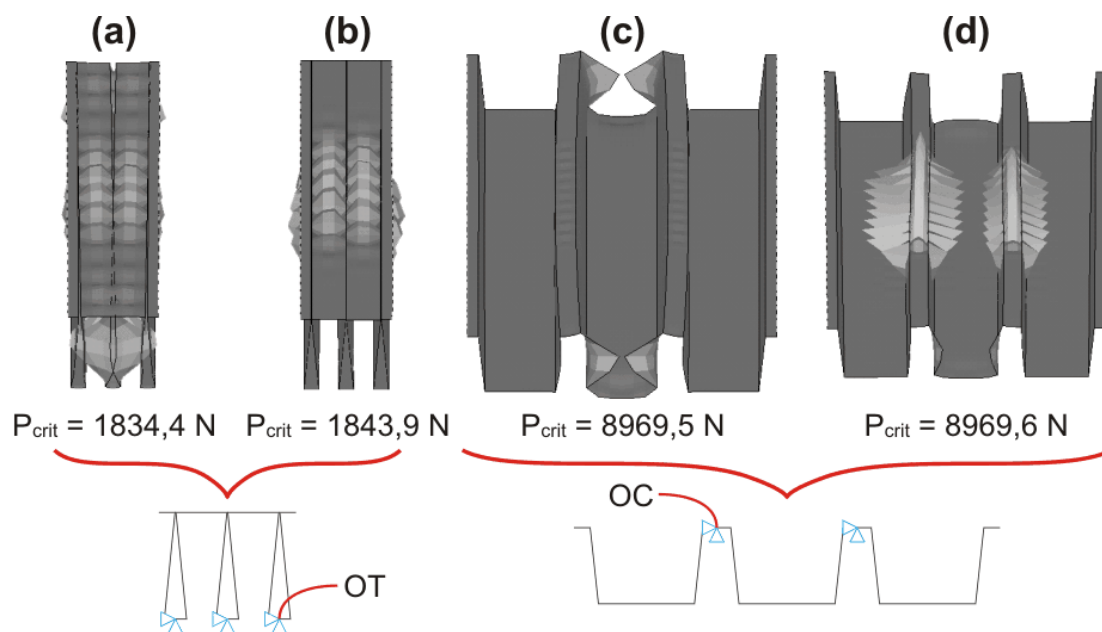 (a) (b) (c) (d)
Pcrit = 1834,4 N Pcrit = 1843,9 N Pcrit = 8969,5 N Pcrit = 8969,6 N
OC
OT